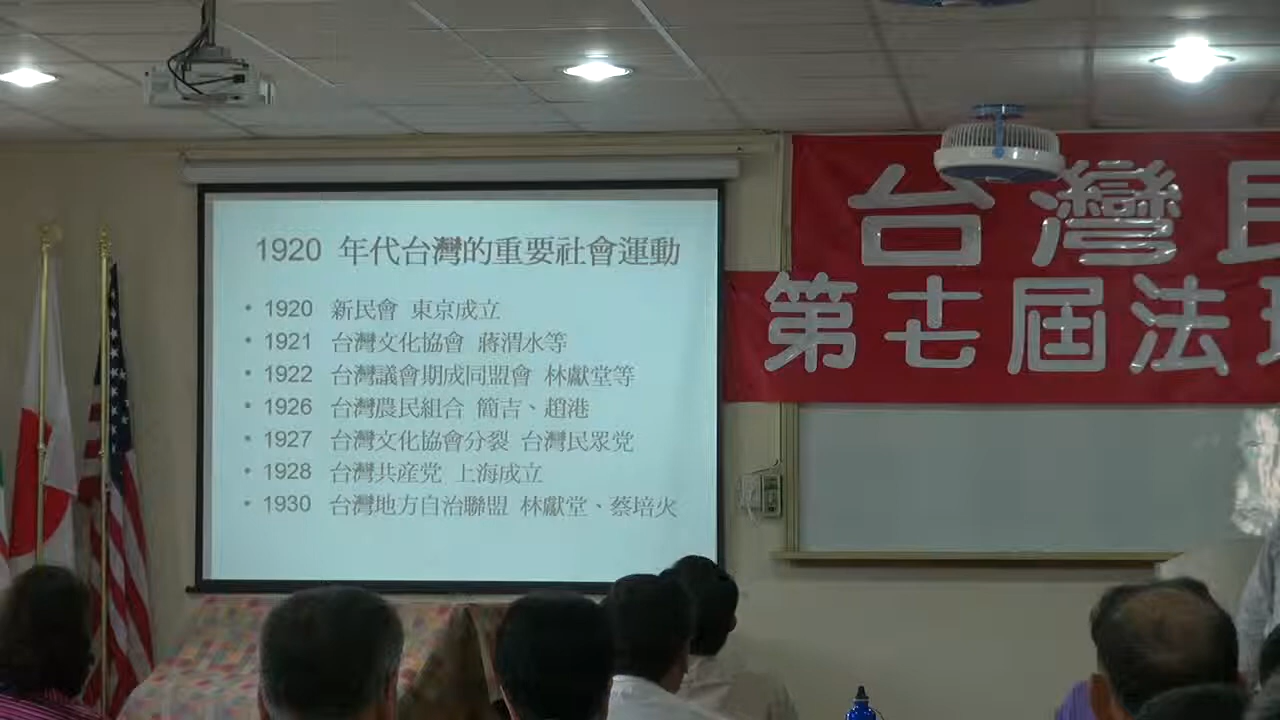 1920 年代台灣的重要社會運動
• 1920 新民會 東京成立
• 1921 台灣文化協會 蔣渭水等
• 1922 台灣議會期成同盟會 林獻堂等
• 1926 台灣農民組合 簡吉、趙港
• 1927 台灣文化協會分裂 台灣民眾党
• 1928 台灣共産党 上海成立
• 1930 台灣地方自治聯盟 林獻堂、蔡培火
台灣
第七屆法